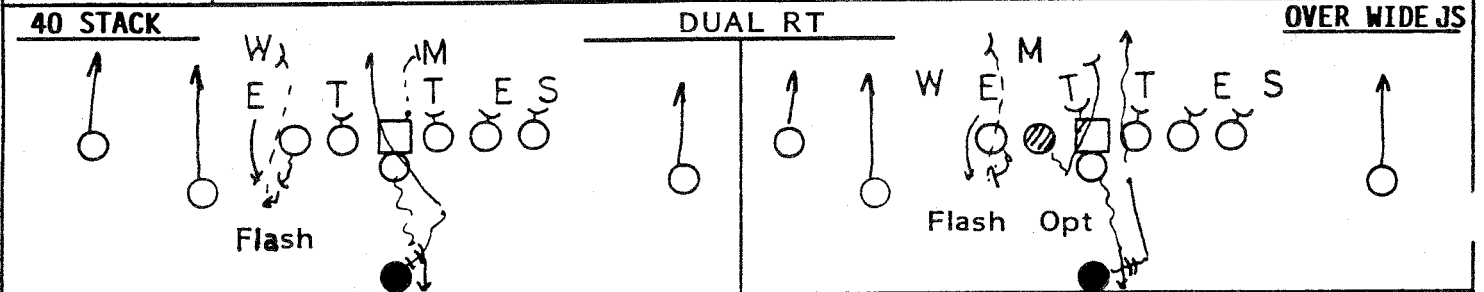 40 STACK
DUAL RT
OVER WIDE JS
W M
E T T E S
Flash
M
W E T T E S
Flash Opt